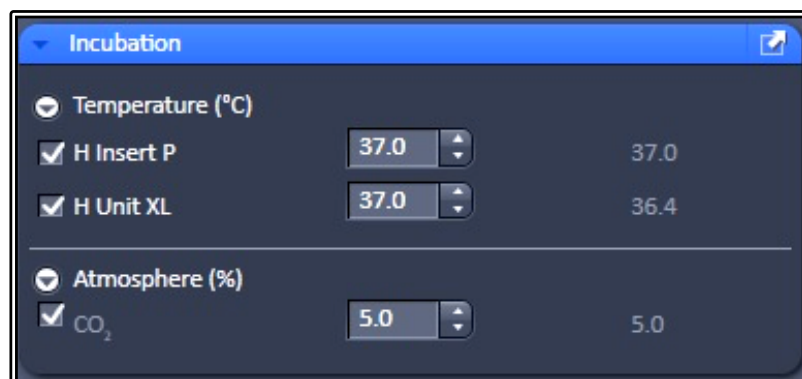 Incubation
Temperature (°C)
H Insert P 37.0 37.0
H Unit XL 37.0 36.4
Atmosphere (%)
CO₂ 5.0 5.0